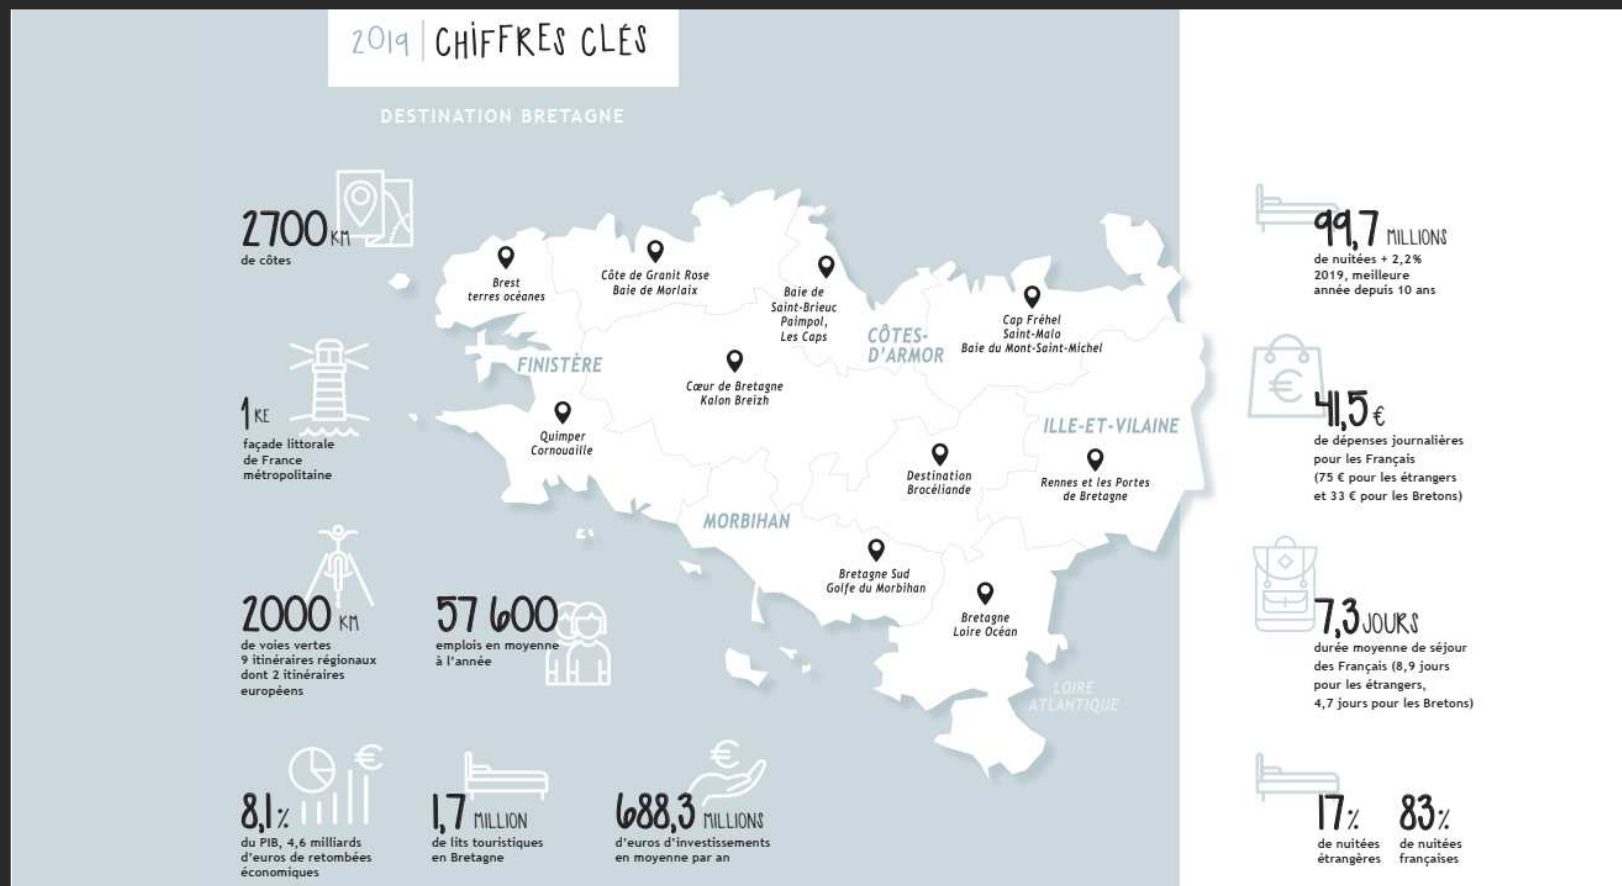 2019 | CHIFFRES CLÉS
DESTINATION BRETAGNE
2700 KM
de côtes
1 RE
façade littorale
de France
métropolitaine
2000 KM
de voies vertes
9 itinéraires régionaux
dont 2 itinéraires
européens
57 600
emplois en moyenne
à l'année
8,1%
du PIB, 4,6 milliards
d'euros de retombées
économiques
1,7 MILLION
de lits touristiques
en Bretagne
688,3 MILLIONS
d'euros d'investissements
en moyenne par an
Brest
terres océanes
Côte de Granit Rose
Baie de Morlaix
Baie de
Saint-Brieuc
Paimpol,
Les Caps
CÔTES-
D'ARMOR
Cap Fréhel
Saint-Malo
Baie du Mont-Saint-Michel
FINISTÈRE
Cœur de Bretagne
Kalon Breizh
Quimper
Cornouaille
ILLE-ET-VILAINE
Destination
Brocéliande
Rennes et les Portes
de Bretagne
MORBIHAN
Bretagne Sud
Golfe du Morbihan
Bretagne
Loire Océan
LOIRE
ATLANTIQUE
99,7 MILLIONS
de nuitées + 2,2%
2019, meilleure
année depuis 10 ans
€
41,5 €
de dépenses journalières
pour les Français
(75 € pour les étrangers
et 33 € pour les Bretons)
7,3 JOURS
durée moyenne de séjour
des Français (8,9 jours
pour les étrangers,
4,7 jours pour les Bretons)
17%
de nuitées
étrangères
83%
de nuitées
françaises